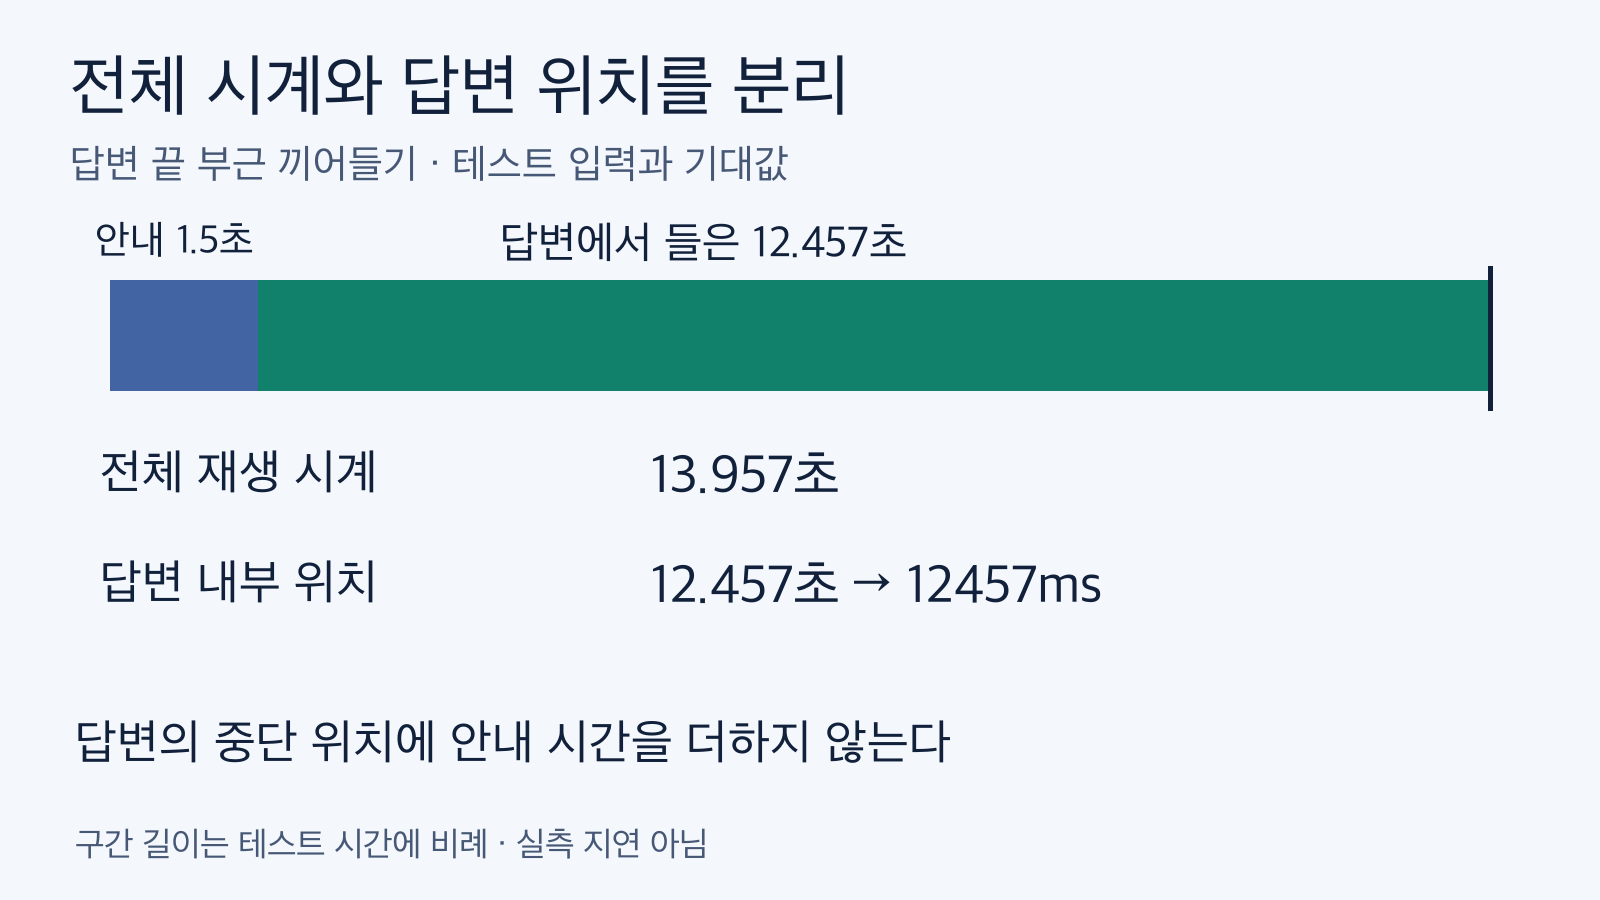 전체 시계와 답변 위치를 분리
답변 끝 부근 끼어들기 · 테스트 입력과 기대값
안내 1.5초
답변에서 들은 12.457초
전체 재생 시계
13.957초
답변 내부 위치
12.457초 → 12457ms
답변의 중단 위치에 안내 시간을 더하지 않는다
구간 길이는 테스트 시간에 비례 · 실측 지연 아님